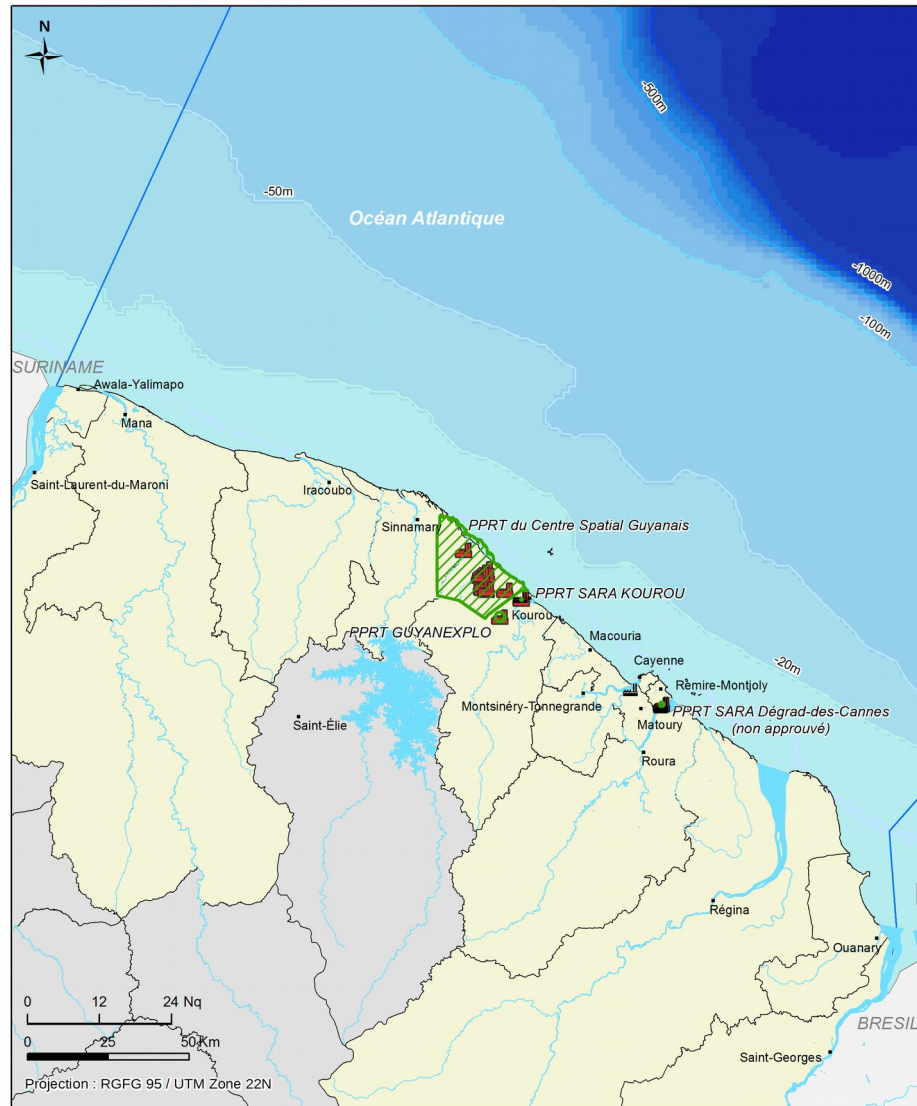 N
-500m
-50m
Océan Atlantique
-1000m
-100m
SURINAME
Awala-Yalimapo
Mana
Saint-Laurent-du-Maroni
Iracoubo
Sinnamary
PPRT du Centre Spatial Guyanais
PPRT SARA KOUROU
Kourou
PPRT GUYANEXPLO
Macouria
Cayenne
-20m
Rémire-Montjoly
Montsinéry-Tonnegrande
PPRT SARA Dégrad-des-Cannes
(non approuvé)
Matoury
Saint-Élie
Roura
Régina
Ouanary
0 12 24 Nq
0 25 50 Km
BRESIL
Saint-Georges
Projection : RGFG 95 / UTM Zone 22N